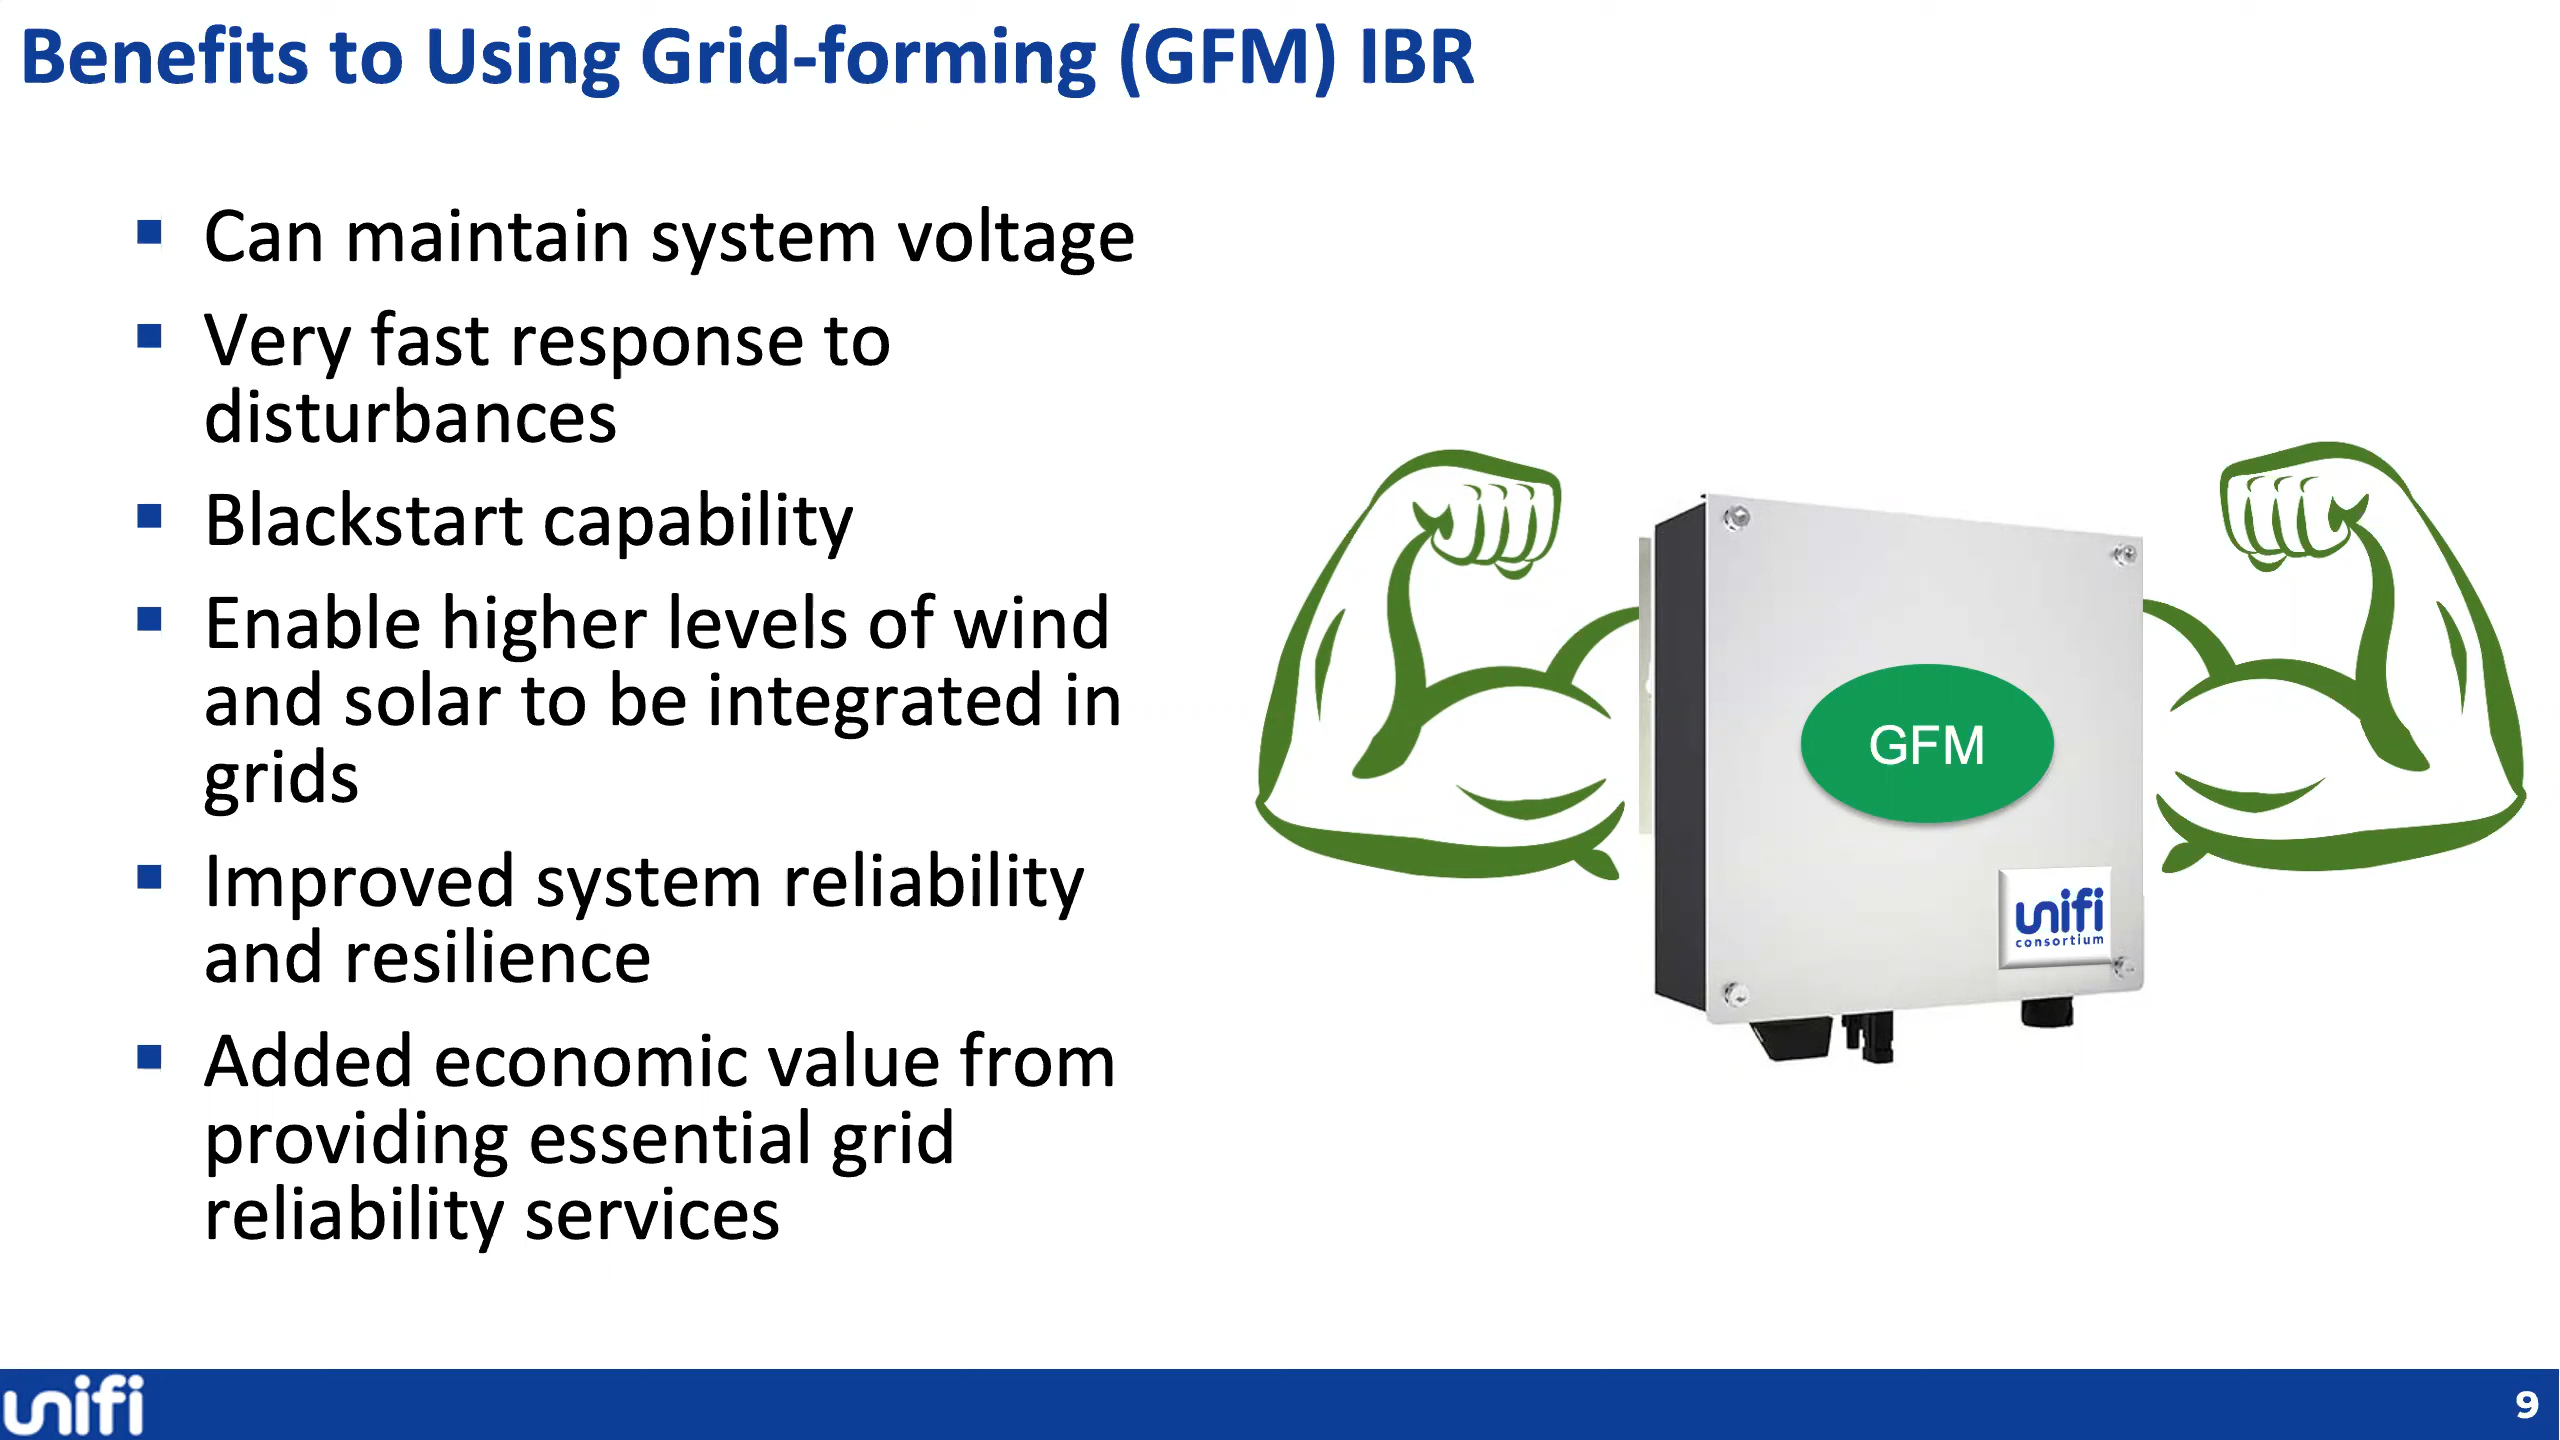 Benefits to Using Grid-forming (GFM) IBR
▪ Can maintain system voltage
▪ Very fast response to
disturbances
▪ Blackstart capability
▪ Enable higher levels of wind
and solar to be integrated in
grids
▪ Improved system reliability
and resilience
▪ Added economic value from
providing essential grid
reliability services
GFM
unifi
consortium
unifi
9